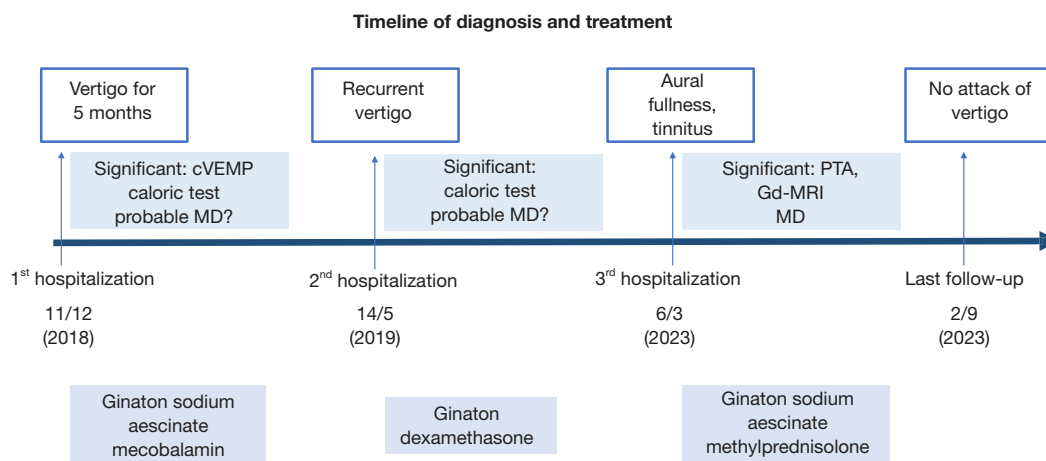 Timeline of diagnosis and treatment
Vertigo for
5 months
Recurrent
vertigo
Aural
fullness,
tinnitus
No attack of
vertigo
Significant: cVEMP
caloric test
probable MD?
Significant:
caloric test
probable MD?
Significant: PTA,
Gd-MRI
MD
1st hospitalization
11/12
(2018)
2nd hospitalization
14/5
(2019)
3rd hospitalization
6/3
(2023)
Last follow-up
2/9
(2023)
Ginaton sodium
aescinate
mecobalamin
Ginaton
dexamethasone
Ginaton sodium
aescinate
methylprednisolone